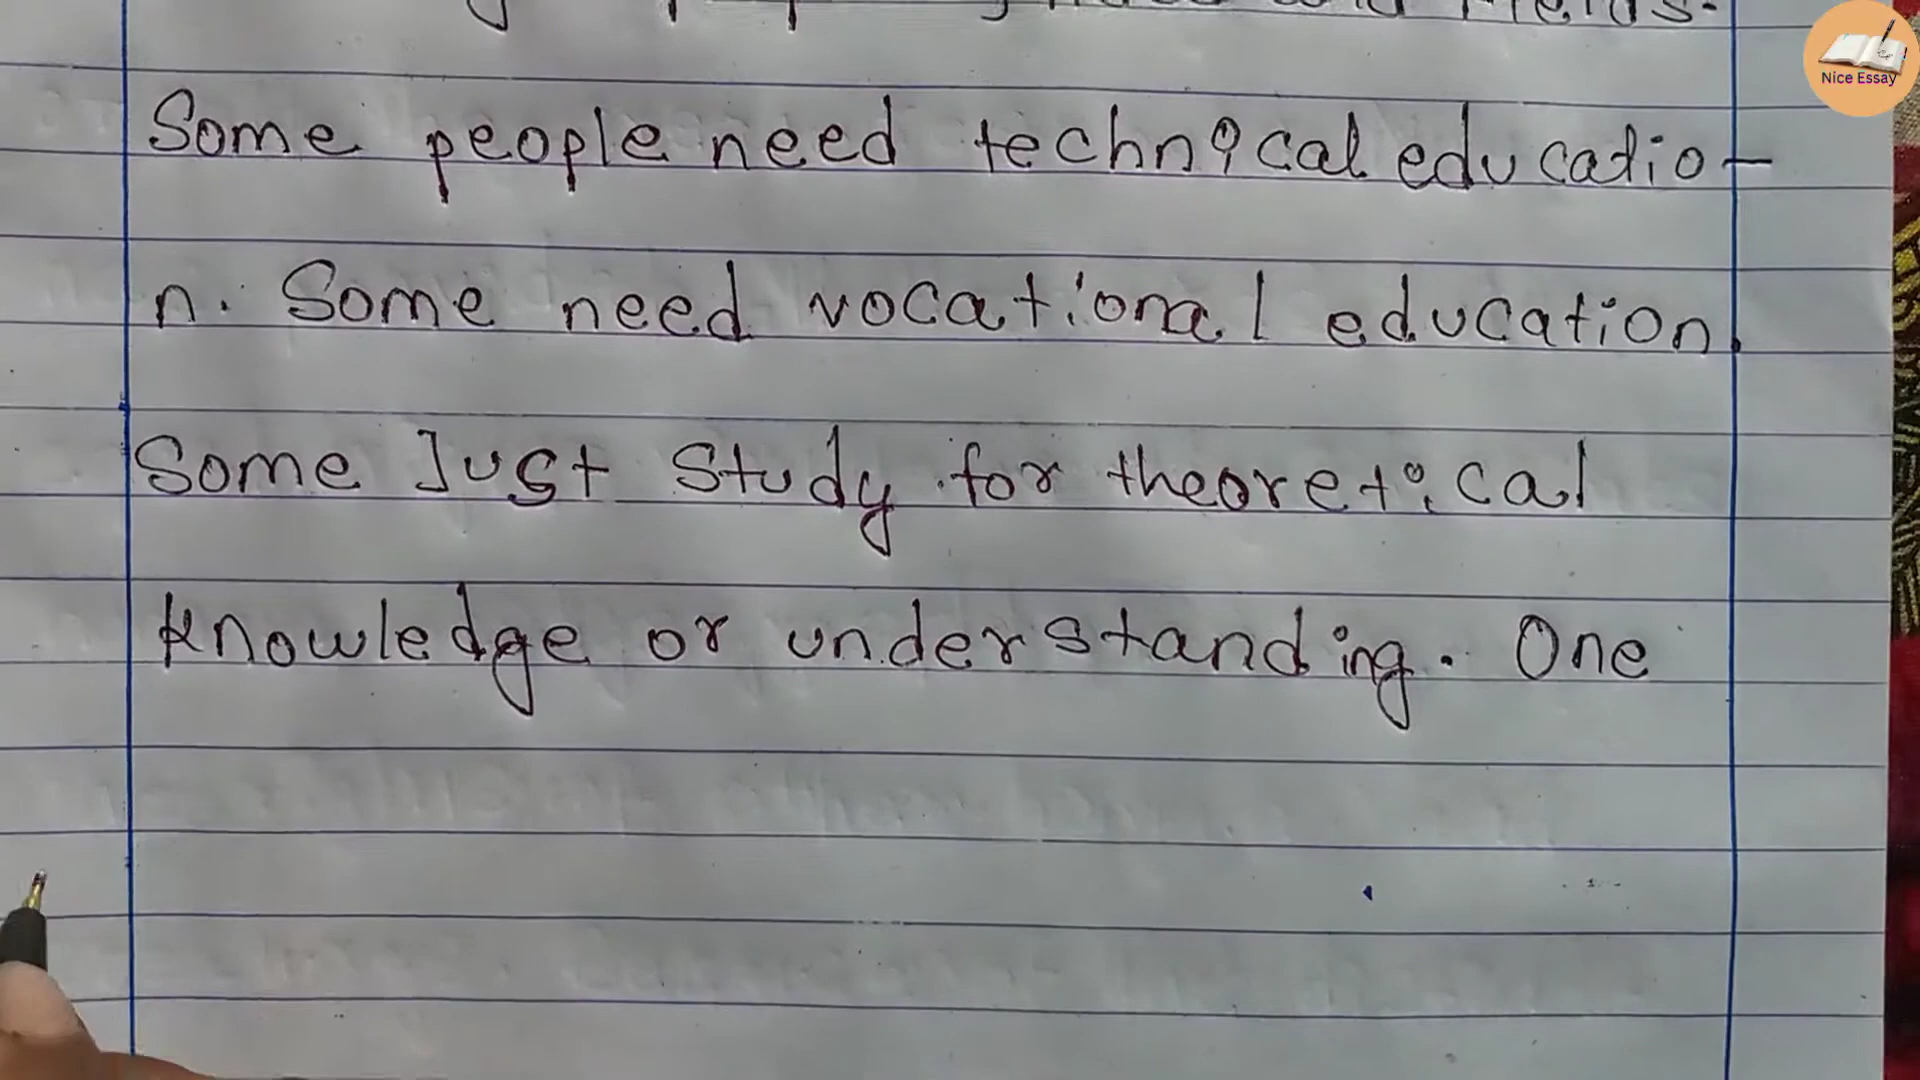 Some people need technical educatio-
n. Some need vocational education.
Some Just Study for theoretical
knowledge or understanding. One
Nice Essay